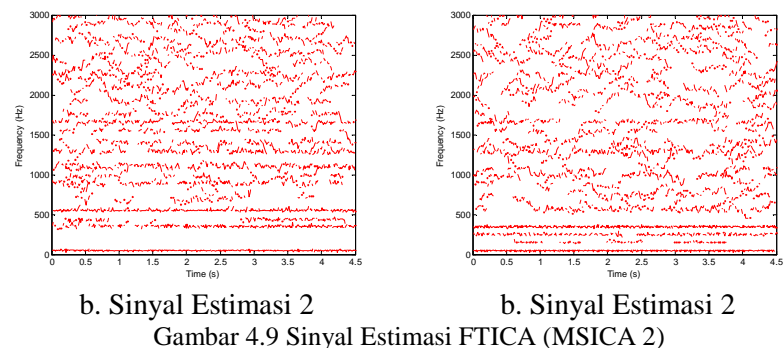 3000
2500
2000
1500
1000
500
0
Frequency (Hz)
0 0.5 1 1.5 2 2.5 3 3.5 4 4.5
Time (s)
3000
2500
2000
1500
1000
500
0
Frequency (Hz)
0 0.5 1 1.5 2 2.5 3 3.5 4 4.5
Time (s)
b. Sinyal Estimasi 2
b. Sinyal Estimasi 2
Gambar 4.9 Sinyal Estimasi FTICA (MSICA 2)